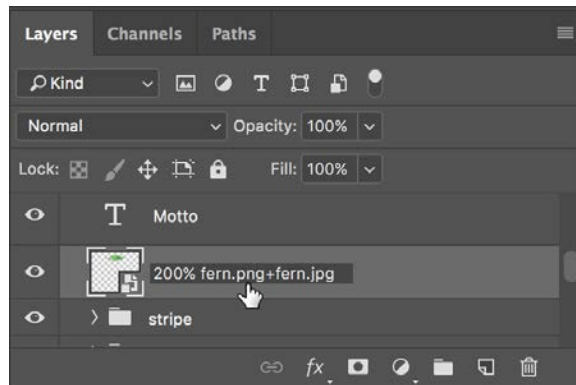 Layers Channels Paths
Kind
Normal Opacity: 100%
Lock: Fill: 100%
T Motto
200% fern.png+fern.jpg
stripe
fx